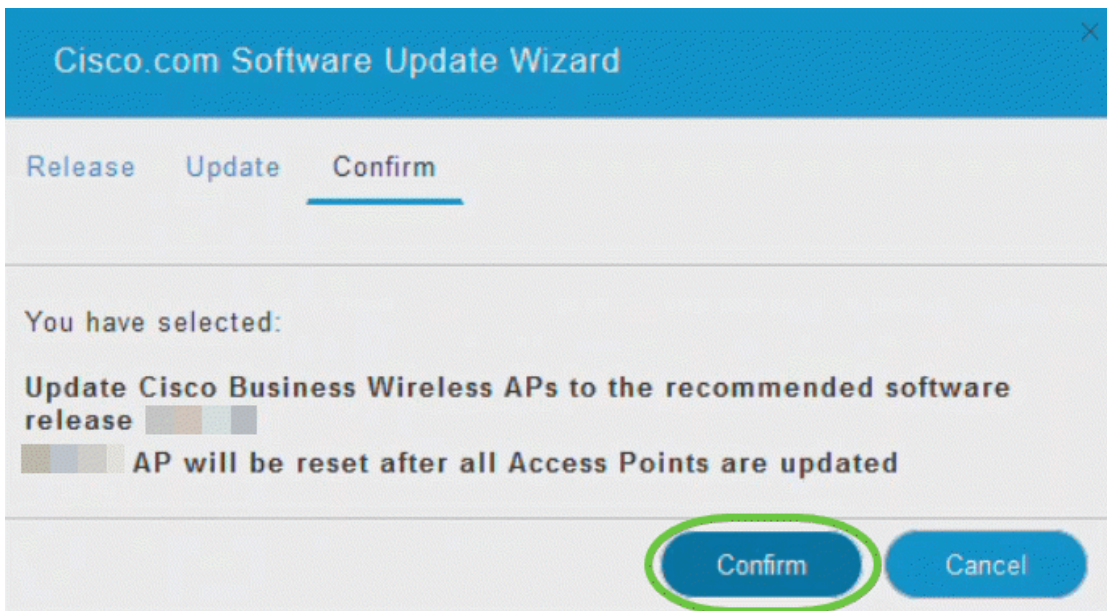 Cisco.com Software Update Wizard
Release Update Confirm
You have selected:
Update Cisco Business Wireless APs to the recommended software
release
AP will be reset after all Access Points are updated
Confirm Cancel